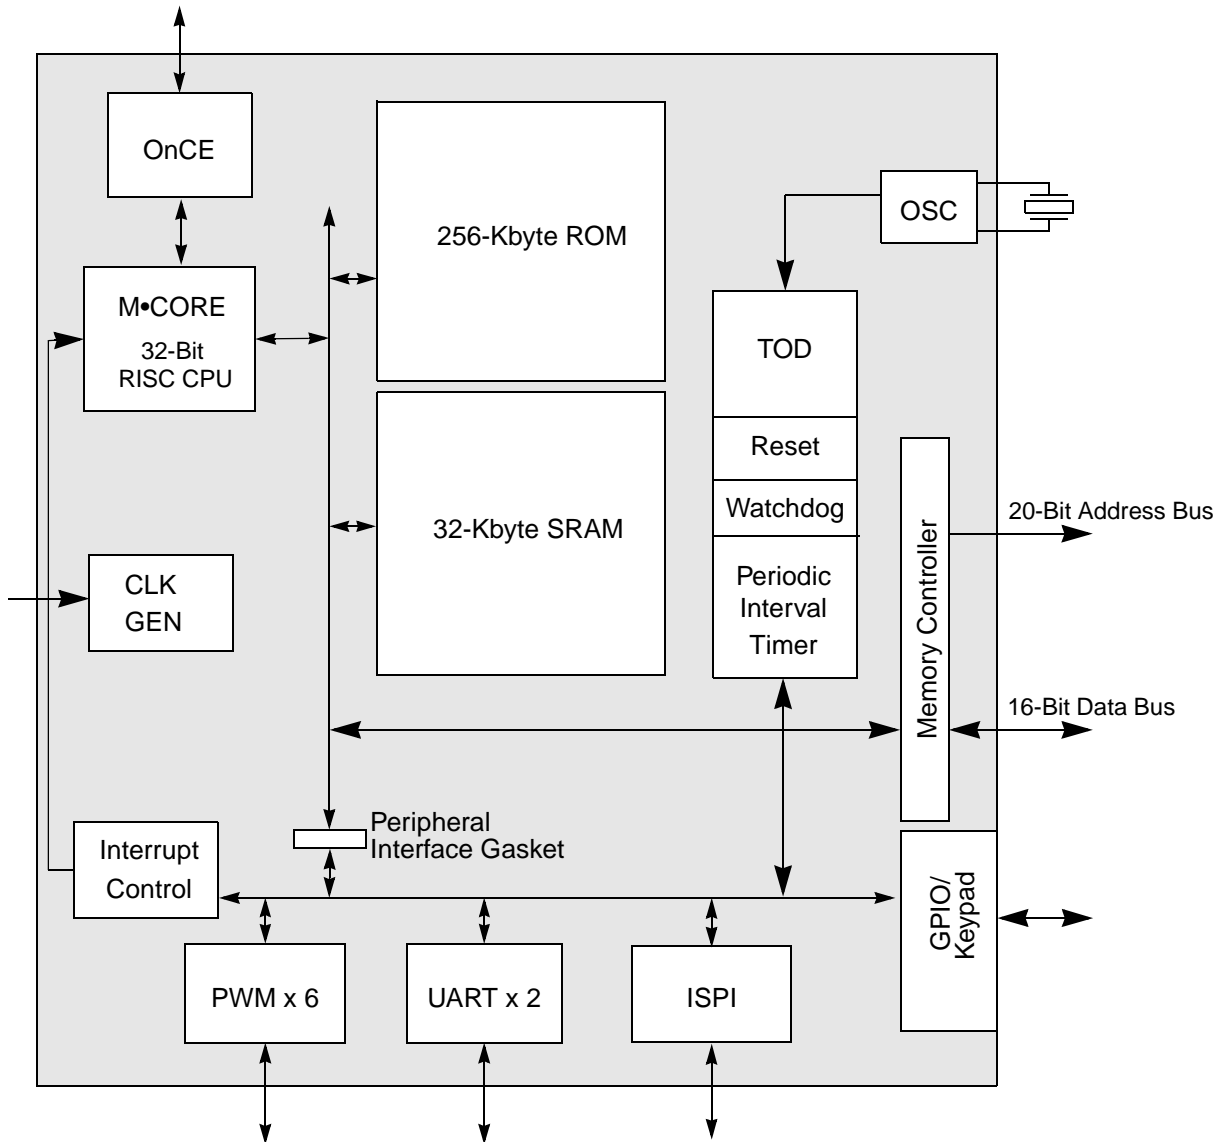 OnCE
256-Kbyte ROM
OSC
M•CORE
32-Bit
RISC CPU
TOD
Reset
Watchdog
Periodic
Interval
Timer
32-Kbyte SRAM
20-Bit Address Bus
Memory Controller
CLK
GEN
16-Bit Data Bus
Peripheral
Interface Gasket
Interrupt
Control
GPIO/
Keypad
PWM x 6
UART x 2
ISPI